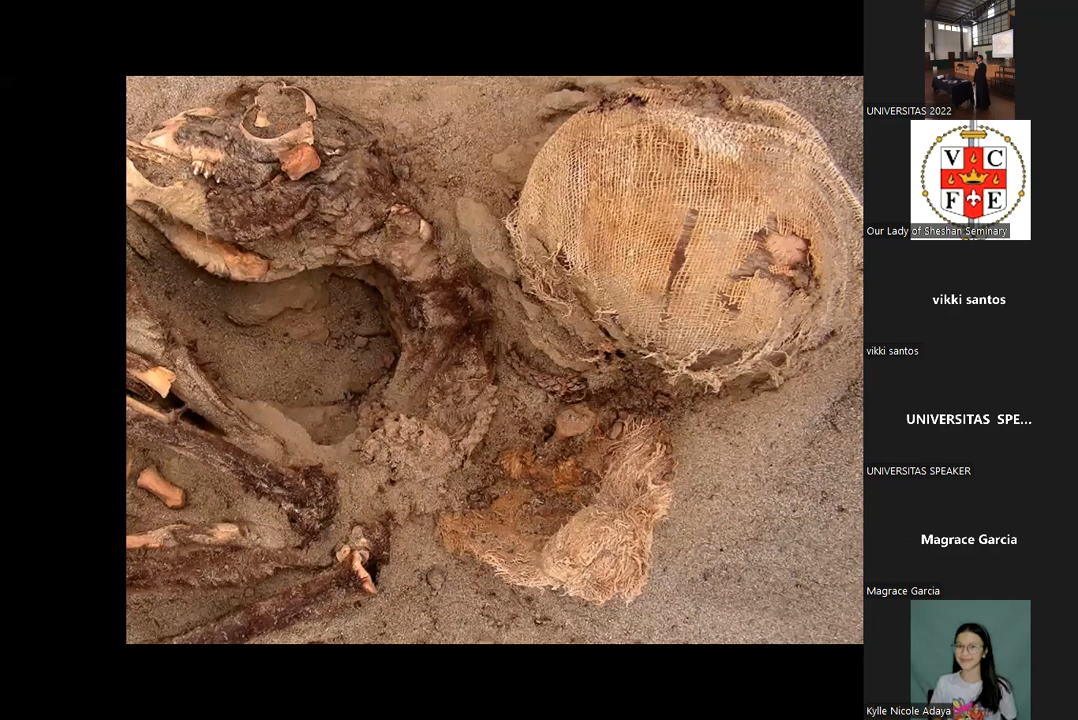 UNIVERSITAS 2022
V C
F E
Our Lady of Sheshan Seminary
vikki santos
vikki santos
UNIVERSITAS SPE...
UNIVERSITAS SPEAKER
Magrace Garcia
Magrace Garcia
Kylle Nicole Adaya